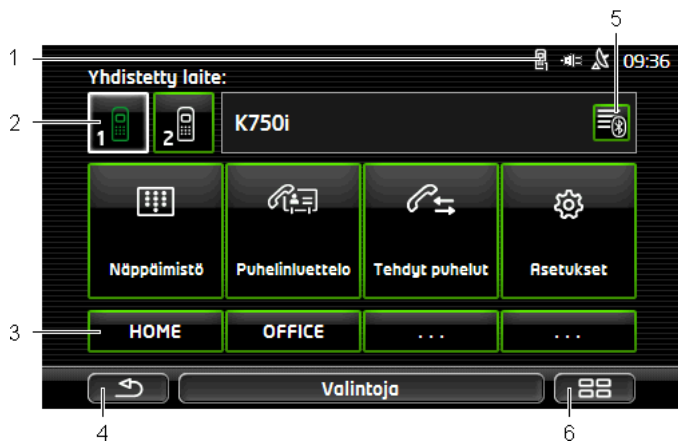 5
1
09:36
Yhdistetty laite:
2
1
2
K750i
Näppäimistö
Puhelinluettelo
Tehdyt puhelut
Asetukset
3
HOME
OFFICE
...
...
Valintoja
4
6